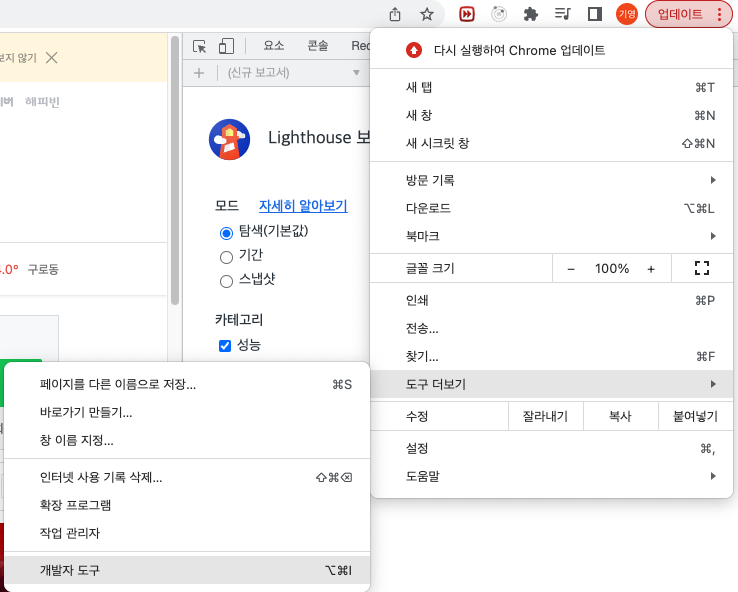 기영
업데이트
보지 않기
버 해피빈
요소
콘솔
Rec
(신규 보고서)
Lighthouse 보
모드
자세히 알아보기
탐색(기본값)
기간
스냅샷
카테고리
성능
.0°
구로동
다시 실행하여 Chrome 업데이트
새 탭 ⌘T
새 창 ⌘N
새 시크릿 창 ⇧⌘N
방문 기록
다운로드 ⌥⌘L
북마크
글꼴 크기 − 100% +
인쇄 ⌘P
전송...
찾기... ⌘F
도구 더보기
수정 잘라내기 복사 붙여넣기
설정 ⌘,
도움말
페이지를 다른 이름으로 저장... ⌘S
바로가기 만들기...
창 이름 지정...
인터넷 사용 기록 삭제... ⇧⌘⌫
확장 프로그램
작업 관리자
개발자 도구 ⌥⌘I